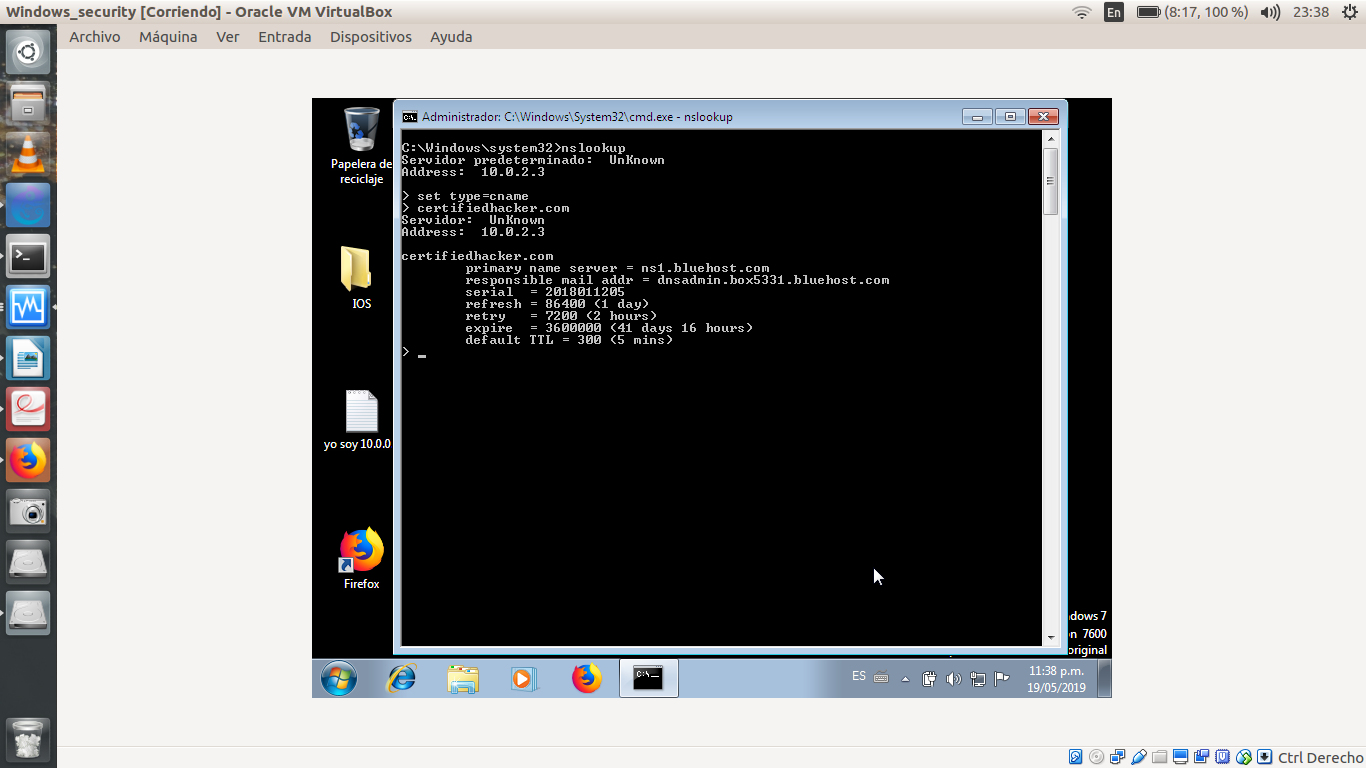 Windows_security [Corriendo] - Oracle VM VirtualBox
En
(8:17, 100 %)
23:38
Archivo Máquina Ver Entrada Dispositivos Ayuda
Papelera de
reciclaje
IOS
yo soy 10.0.0
Firefox
Administrador: C:\Windows\System32\cmd.exe - nslookup
C:\Windows\system32>nslookup
Servidor predeterminado:  UnKnown
Address:  10.0.2.3
> set type=cname
> certifiedhacker.com
Servidor:  UnKnown
Address:  10.0.2.3
certifiedhacker.com
primary name server = ns1.bluehost.com
responsible mail addr = dnsadmin.box5331.bluehost.com
serial  = 2018011205
refresh = 86400 (1 day)
retry   = 7200 (2 hours)
expire  = 3600000 (41 days 16 hours)
default TTL = 300 (5 mins)
> _
dows 7
n 7600
original
ES
11:38 p.m.
19/05/2019
Ctrl Derecho